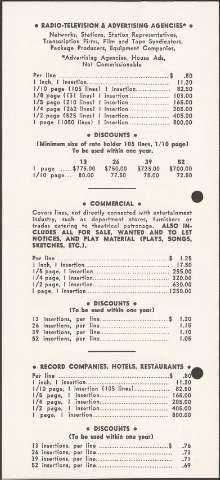 • RADIO-TELEVISION & ADVERTISING AGENCIES* •
Networks, Stations, Station Representatives,
Transcription Firms, Film and Tape Syndicators,
Package Producers, Equipment Companies.
*Advertising Agencies, House Ads,
Not Commissionable
Per line ........ $ .80
1 inch, 1 insertion ........ 11.20
1/10 page (105 lines) 1 insertion ........ 82.50
1/8 page (131 lines) 1 insertion ........ 103.00
1/5 page (210 lines) 1 insertion ........ 165.00
1/4 page (262 lines) 1 insertion ........ 205.00
1/2 page (525 lines) 1 insertion ........ 405.00
1 page (1050 lines) 1 insertion ........ 800.00
• DISCOUNTS •
(Minimum size of rate holder 105 lines, 1/10 page)
To be used within one year.
13 26 39 52
1 page ........ $775.00 $750.00 $725.00 $700.00
1/10 page ........ 80.00 77.50 75.00 72.50
• COMMERCIAL •
Covers lines, not directly connected with entertainment
industry, such as department stores, furnishers or
trades catering to theatrical patronage. ALSO IN-
CLUDES ALL FOR SALE, WANTED AND TO LET
NOTICES, AND PLAY MATERIAL (PLAYS, SONGS,
SKETCHES, ETC.).
Per line ........ $ 1.25
1 inch, 1 insertion ........ 17.50
1/5 page, 1 insertion ........ 255.00
1/4 page, 1 insertion ........ 320.00
1/2 page, 1 insertion ........ 630.00
1 page, 1 insertion ........ 1250.00
• DISCOUNTS •
(To be used within one year)
13 insertions, per line ........ $ 1.20
26 insertions, per line ........ 1.15
39 insertions, per line ........ 1.10
52 insertions, per line ........ 1.05
• RECORD COMPANIES, HOTELS, RESTAURANTS •
Per line ........ $ .80
1 inch, 1 insertion ........ 11.20
1/10 page, 1 insertion (105 lines) ........ 82.50
1/5 page, 1 insertion ........ 165.00
1/4 page, 1 insertion ........ 205.00
1/2 page, 1 insertion ........ 405.00
1 page, 1 insertion ........ 800.00
• DISCOUNTS •
(To be used within one year)
13 insertions, per line ........ $ .76
26 insertions, per line ........ .73
39 insertions, per line ........ .71
52 insertions, per line ........ .69